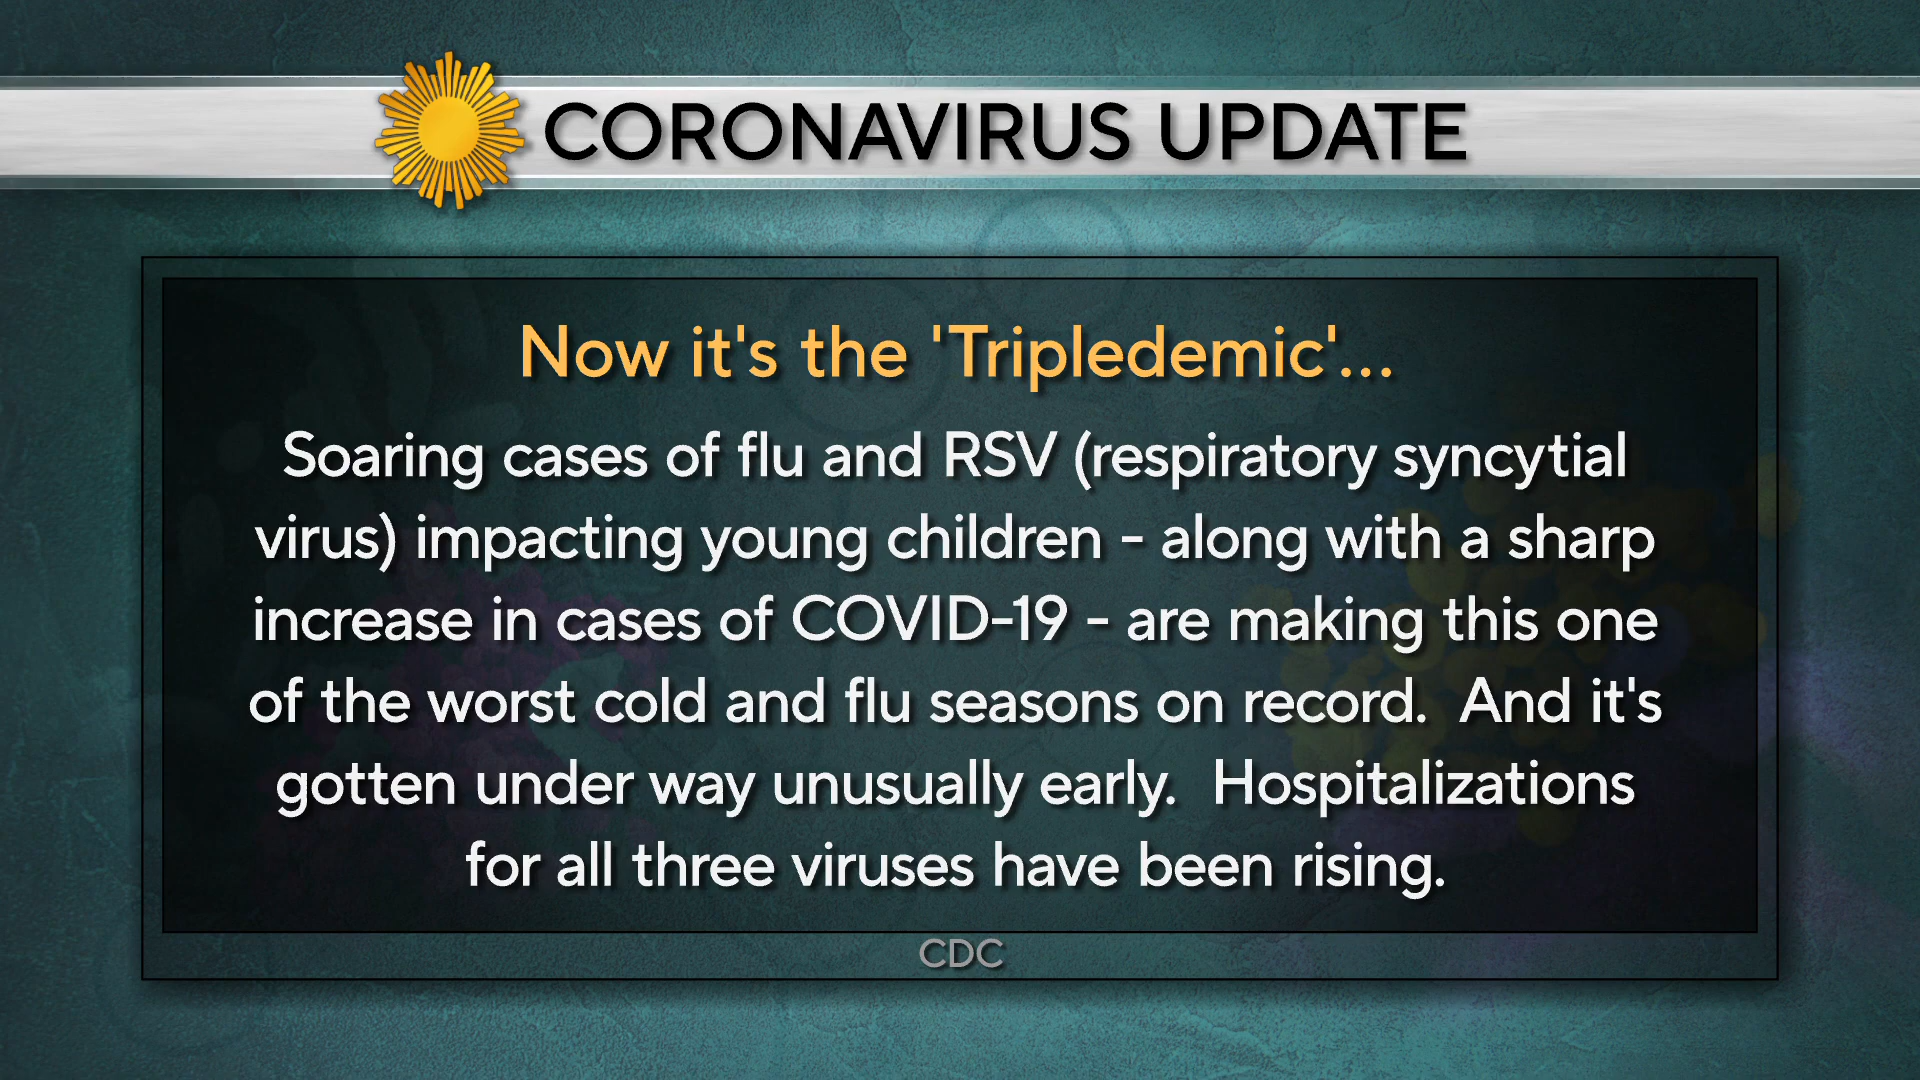 CORONAVIRUS UPDATE
Now it's the 'Tripledemic'...
Soaring cases of flu and RSV (respiratory syncytial
virus) impacting young children - along with a sharp
increase in cases of COVID-19 - are making this one
of the worst cold and flu seasons on record.  And it's
gotten under way unusually early.  Hospitalizations
for all three viruses have been rising.
CDC